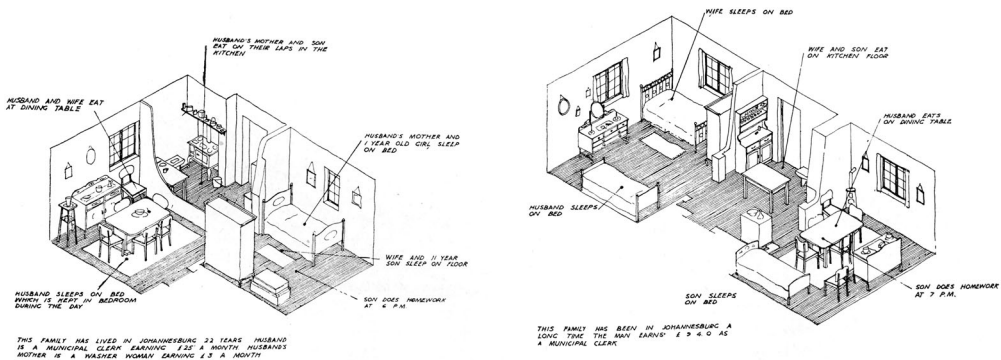 HUSBAND'S MOTHER AND SON
EAT ON THEIR LAPS IN THE
KITCHEN
HUSBAND AND WIFE EAT
AT DINING TABLE
HUSBAND'S MOTHER AND
1 YEAR OLD GIRL SLEEP
ON BED
WIFE AND 11 YEAR
SON SLEEP ON FLOOR
SON DOES HOMEWORK
AT 6 P.M.
HUSBAND SLEEPS ON BED
WHICH IS KEPT IN BEDROOM
DURING THE DAY
THIS FAMILY HAS LIVED IN JOHANNESBURG 22 YEARS HUSBAND
IS A MUNICIPAL CLERK EARNING £25 A MONTH. HUSBAND'S
MOTHER IS A WASHER WOMAN EARNING £3 A MONTH
WIFE SLEEPS ON BED
WIFE AND SON EAT
ON KITCHEN FLOOR
HUSBAND EATS
ON DINING TABLE
HUSBAND SLEEPS
ON BED
SON SLEEPS
ON BED
SON DOES HOMEWORK
AT 7 P.M.
THIS FAMILY HAS BEEN IN JOHANNESBURG A
LONG TIME THE MAN EARNS £ 9 4. 0 AS
A MUNICIPAL CLERK